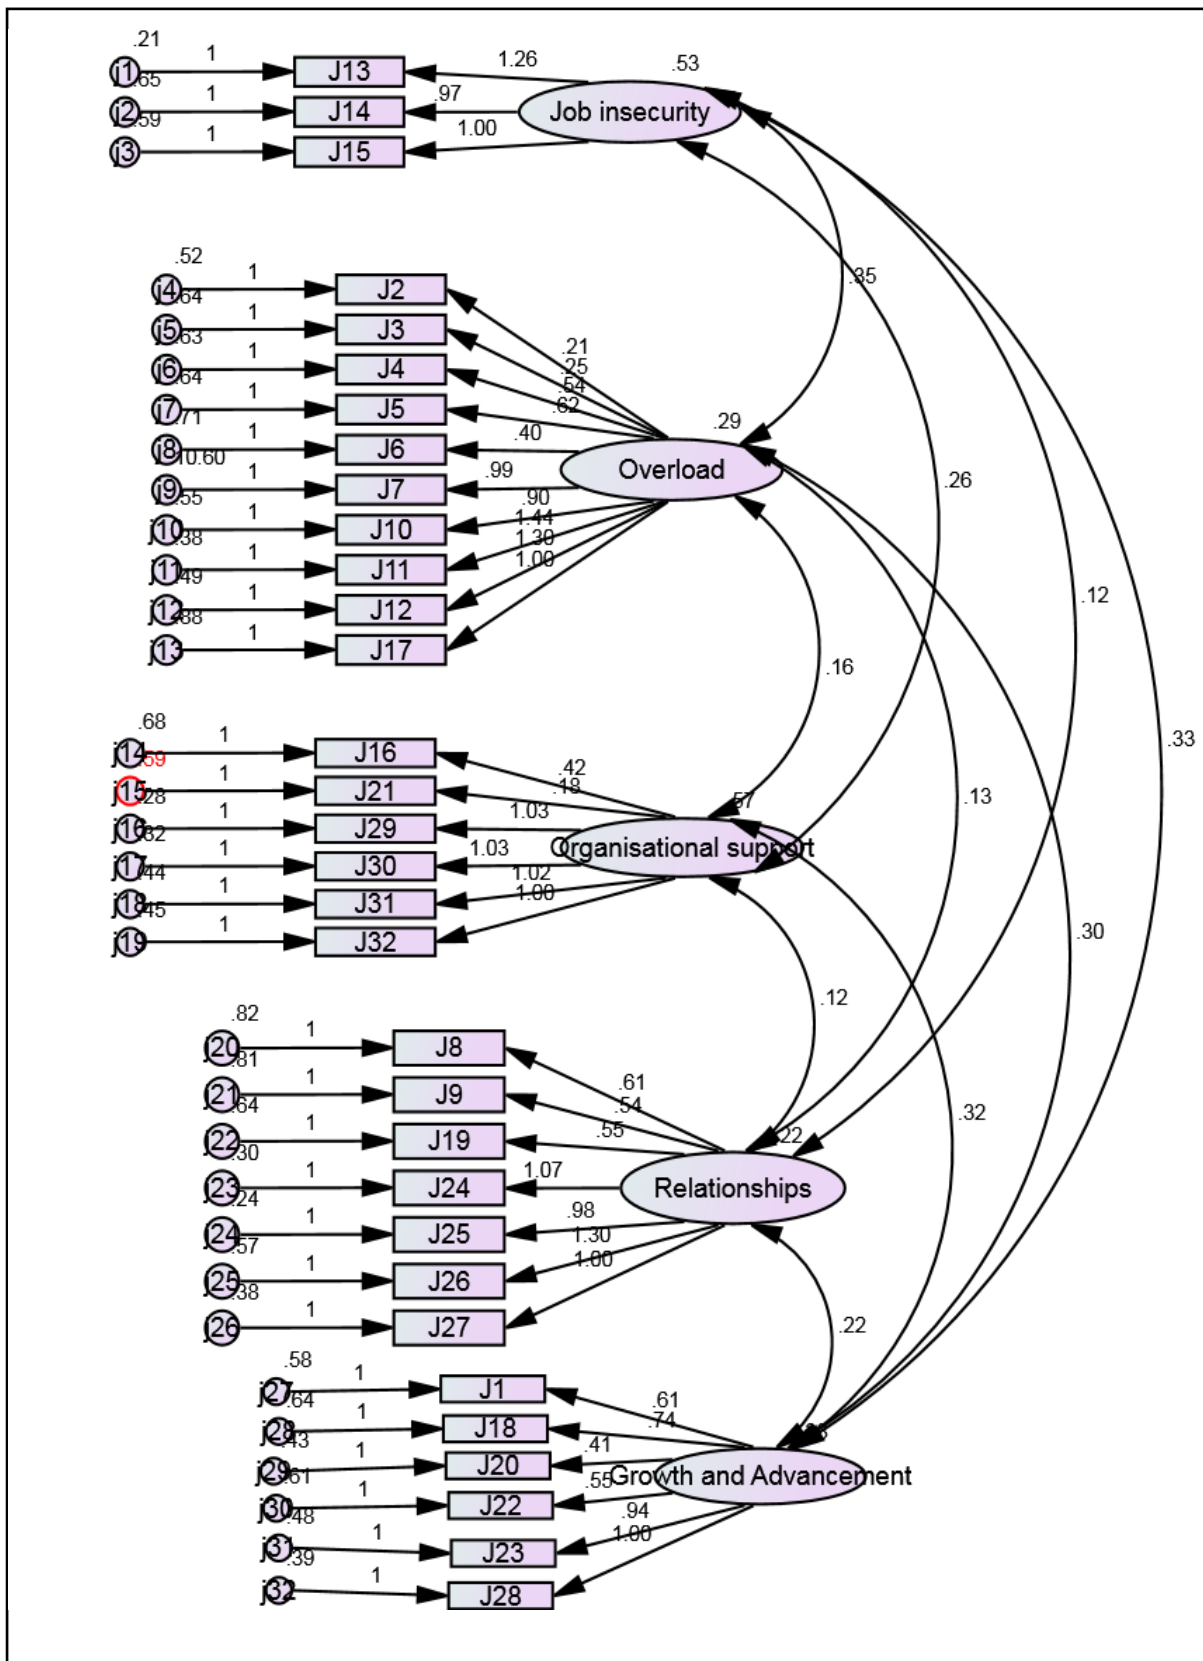 .21
j1 1 J13 1.26 .53
.65
j2 1 J14 .97 Job insecurity
.59
j3 1 J15 1.00
.52
j4 1 J2 .35
.64
j5 1 J3 .21
.63
j6 1 J4 .25
.64 .54
j7 1 J5 .62
.71 .29
j8 1 J6 .40
10.60 Overload
j9 1 J7 .99 .26
.55 .90
j10 1 J10 1.44
.38 1.30
j11 1 J11 1.00
.49 .12
j12 1 J12
.88
j13 1 J17 .16
.68
j14 1 J16 .33
.59 .42
j15 1 J21 .18 .57 .13
.28
j16 1 J29 1.03
.82 Organisational support
j17 1 J30 1.03
.44 1.02
j18 1 J31 1.00
.45 .30
j19 1 J32
.12
.82
j20 1 J8
.81 .61
j21 1 J9 .54 .32
.64
j22 1 J19 .55 .22
.30
j23 1 J24 1.07 Relationships
.24 .98
j24 1 J25 1.30
.57 1.00
j25 1 J26
.38
j26 1 J27 .22
.58
j27 1 J1 .61
.64 .74
j28 1 J18
.43 .41
j29 1 J20 Growth and Advancement
.61 .55
j30 1 J22 .94
.48 1.00
j31 1 J23
.39
j32 1 J28